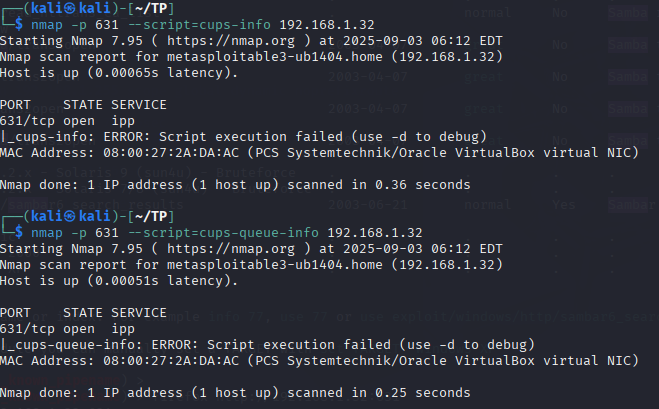 ┌──(kali㉿kali)-[~/TP]
└─$ nmap -p 631 --script=cups-info 192.168.1.32
Starting Nmap 7.95 ( https://nmap.org ) at 2025-09-03 06:12 EDT
Nmap scan report for metasploitable3-ub1404.home (192.168.1.32)
Host is up (0.00065s latency).

PORT    STATE SERVICE
631/tcp open  ipp
|_cups-info: ERROR: Script execution failed (use -d to debug)
MAC Address: 08:00:27:2A:DA:AC (PCS Systemtechnik/Oracle VirtualBox virtual NIC)

Nmap done: 1 IP address (1 host up) scanned in 0.36 seconds

┌──(kali㉿kali)-[~/TP]
└─$ nmap -p 631 --script=cups-queue-info 192.168.1.32
Starting Nmap 7.95 ( https://nmap.org ) at 2025-09-03 06:12 EDT
Nmap scan report for metasploitable3-ub1404.home (192.168.1.32)
Host is up (0.00051s latency).

PORT    STATE SERVICE
631/tcp open  ipp
|_cups-queue-info: ERROR: Script execution failed (use -d to debug)
MAC Address: 08:00:27:2A:DA:AC (PCS Systemtechnik/Oracle VirtualBox virtual NIC)

Nmap done: 1 IP address (1 host up) scanned in 0.25 seconds